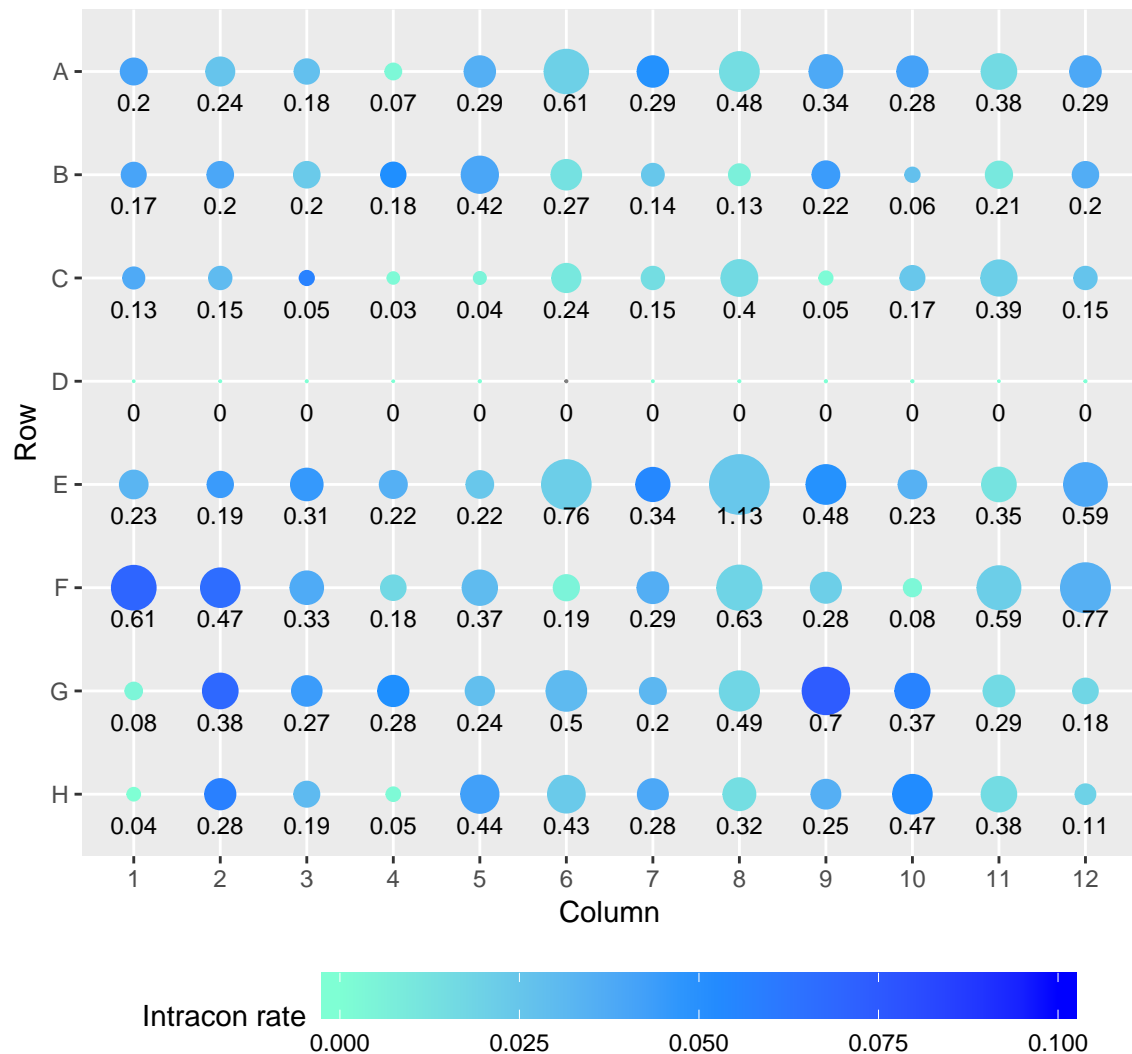 A
0.2 0.24 0.18 0.07 0.29 0.61 0.29 0.48 0.34 0.28 0.38 0.29
B
0.17 0.2 0.2 0.18 0.42 0.27 0.14 0.13 0.22 0.06 0.21 0.2
C
0.13 0.15 0.05 0.03 0.04 0.24 0.15 0.4 0.05 0.17 0.39 0.15
D
0 0 0 0 0 0 0 0 0 0 0 0
Row
E
0.23 0.19 0.31 0.22 0.22 0.76 0.34 1.13 0.48 0.23 0.35 0.59
F
0.61 0.47 0.33 0.18 0.37 0.19 0.29 0.63 0.28 0.08 0.59 0.77
G
0.08 0.38 0.27 0.28 0.24 0.5 0.2 0.49 0.7 0.37 0.29 0.18
H
0.04 0.28 0.19 0.05 0.44 0.43 0.28 0.32 0.25 0.47 0.38 0.11
1 2 3 4 5 6 7 8 9 10 11 12
Column
Intracon rate
0.000 0.025 0.050 0.075 0.100